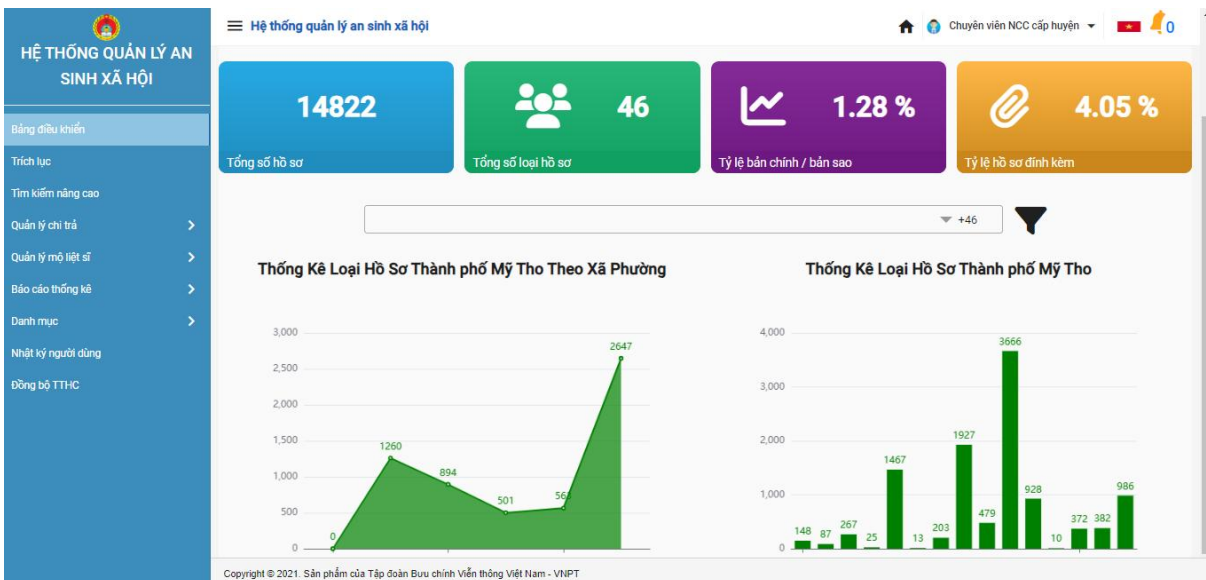 HỆ THỐNG QUẢN LÝ AN
SINH XÃ HỘI
Bảng điều khiển
Trích lục
Tìm kiếm nâng cao
Quản lý chi trả
Quản lý mộ liệt sĩ
Báo cáo thống kê
Danh mục
Nhật ký người dùng
Đồng bộ TTHC
Hệ thống quản lý an sinh xã hội
Chuyên viên NCC cấp huyện
0
14822
Tổng số hồ sơ
46
Tổng số loại hồ sơ
1.28 %
Tỷ lệ bản chính / bản sao
4.05 %
Tỷ lệ hồ sơ đính kèm
+46
Thống Kê Loại Hồ Sơ Thành phố Mỹ Tho Theo Xã Phường
3,000
2,500
2,000
1,500
1,000
500
0
0
1260
894
501
2647
Thống Kê Loại Hồ Sơ Thành phố Mỹ Tho
4,000
3,000
2,000
1,000
0
148
87
267
25
1467
13
203
1927
479
3666
928
10
372
382
986
Copyright © 2021. Sản phẩm của Tập đoàn Bưu chính Viễn thông Việt Nam - VNPT